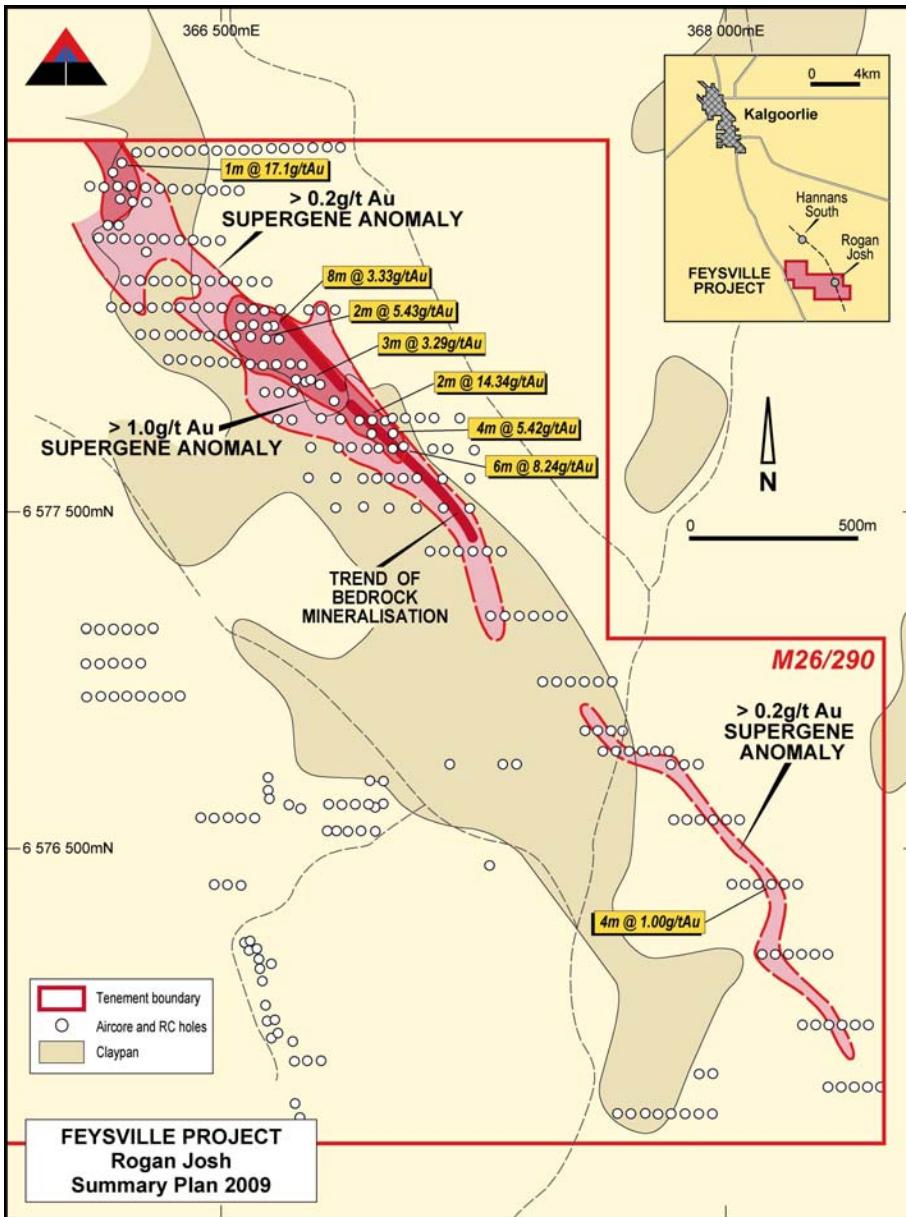 366 500mE
368 000mE
0 4km
Kalgoorlie
Hannans
South
Rogan
Josh
FEYSVILLE
PROJECT
1m @ 17.1g/tAu
> 0.2g/t Au
SUPERGENE ANOMALY
8m @ 3.33g/tAu
2m @ 5.43g/tAu
3m @ 3.29g/tAu
2m @ 14.34g/tAu
> 1.0g/t Au
SUPERGENE ANOMALY
4m @ 5.42g/tAu
6m @ 8.24g/tAu
N
6 577 500mN
0 500m
TREND OF
BEDROCK
MINERALISATION
M26/290
> 0.2g/t Au
SUPERGENE
ANOMALY
6 576 500mN
4m @ 1.00g/tAu
Tenement boundary
Aircore and RC holes
Claypan
FEYSVILLE PROJECT
Rogan Josh
Summary Plan 2009